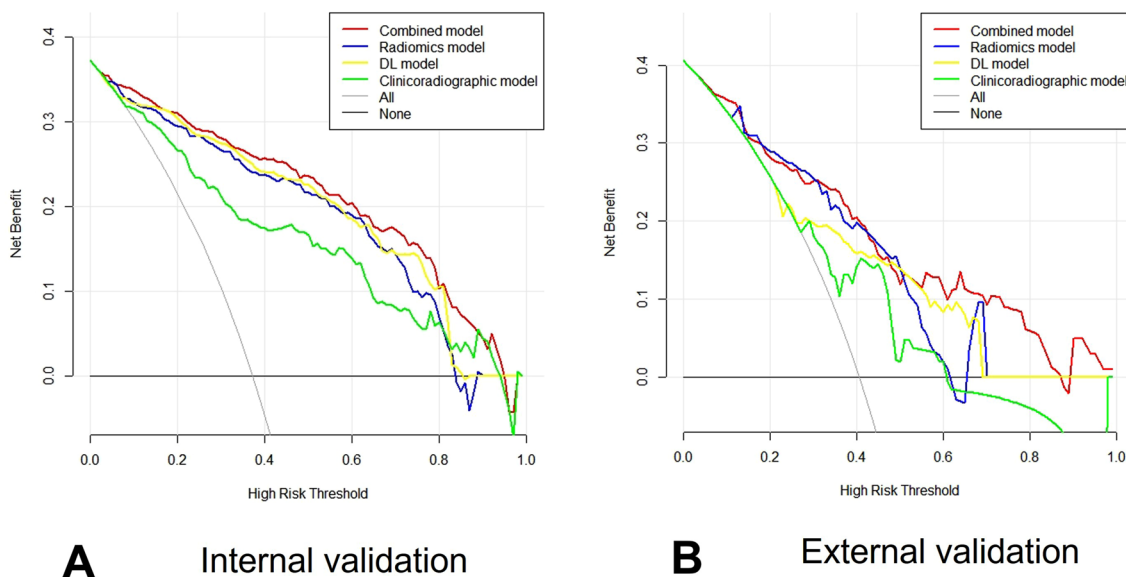 Combined model
Radiomics model
DL model
Clinicoradiographic model
All
None
Net Benefit
0.4
0.3
0.2
0.1
0.0
0.0 0.2 0.4 0.6 0.8 1.0
High Risk Threshold
A Internal validation
Combined model
Radiomics model
DL model
Clinicoradiographic model
All
None
Net Benefit
0.4
0.3
0.2
0.1
0.0
0.0 0.2 0.4 0.6 0.8 1.0
High Risk Threshold
B External validation